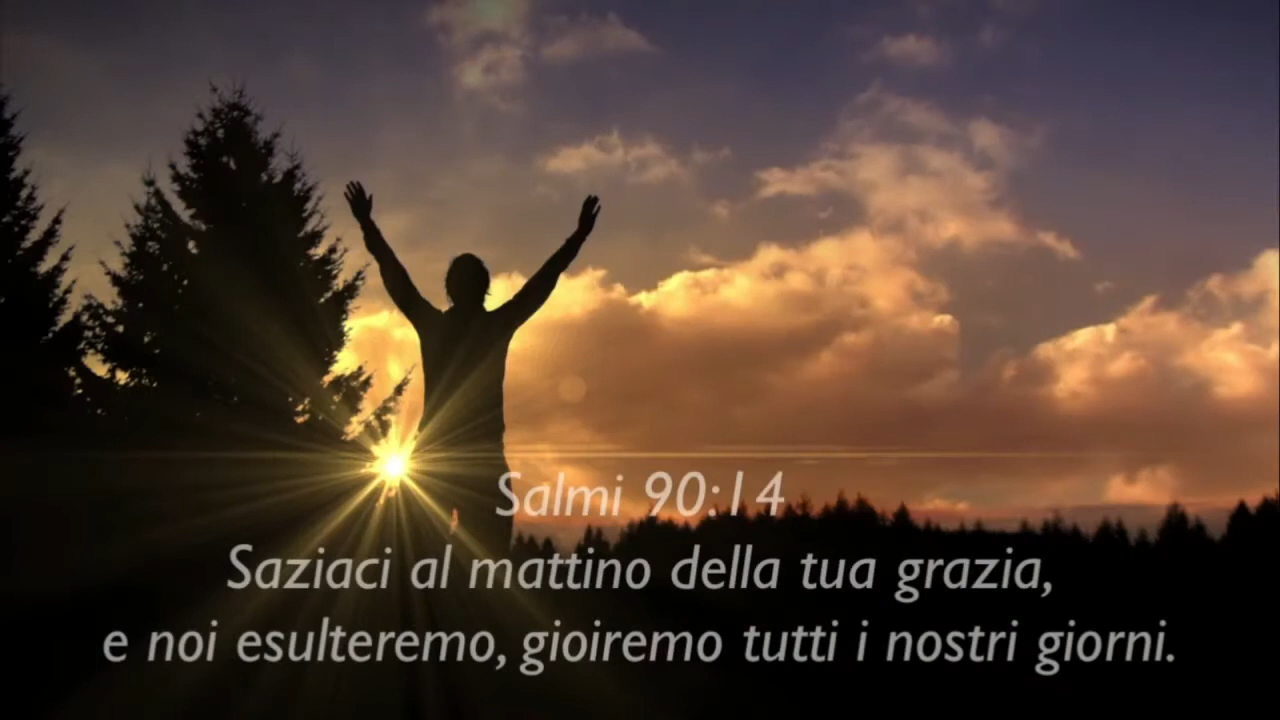 Salmi 90:14
Saziaci al mattino della tua grazia,
e noi esulteremo, gioiremo tutti i nostri giorni.